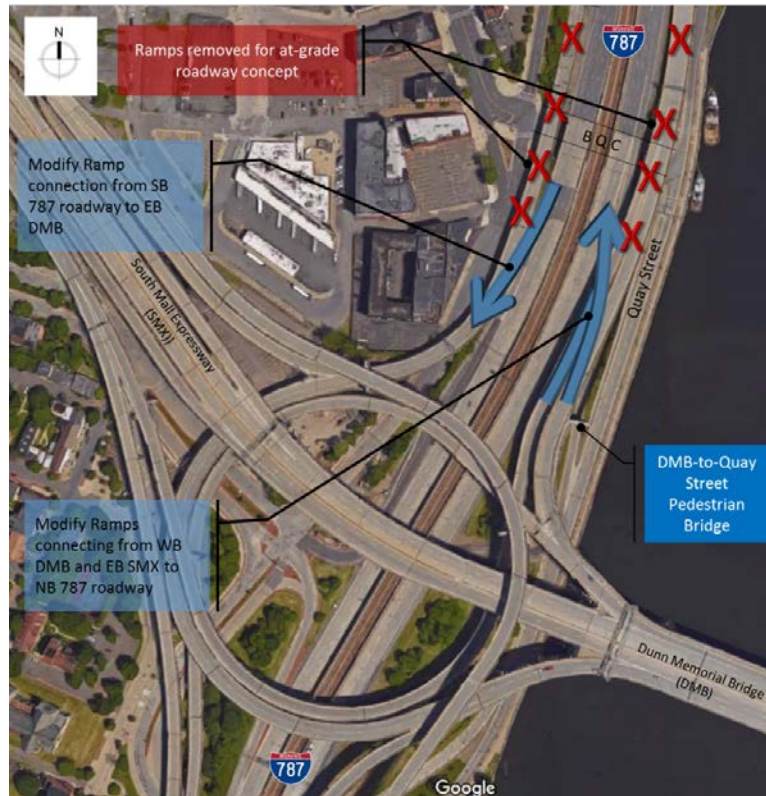 N
Ramps removed for at-grade
roadway concept
787
X
X
X
X
X
X
X
X
B Q C
Modify Ramp
connection from SB
787 roadway to EB
DMB
South Mall Expressway
(SMX))
Quay Street
DMB-to-Quay
Street
Pedestrian
Bridge
Modify Ramps
connecting from WB
DMB and EB SMX to
NB 787 roadway
Dunn Memorial Bridge
(DMB)
787
Google